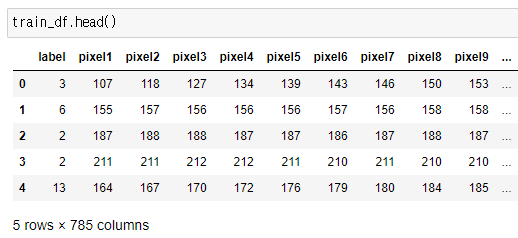 train_df.head()
label pixel1 pixel2 pixel3 pixel4 pixel5 pixel6 pixel7 pixel8 pixel9 ...
0 3 107 118 127 134 139 143 146 150 153 ...
1 6 155 157 156 156 156 157 156 158 158 ...
2 2 187 188 188 187 187 186 187 188 187 ...
3 2 211 211 212 212 211 210 211 210 210 ...
4 13 164 167 170 172 176 179 180 184 185 ...
5 rows × 785 columns